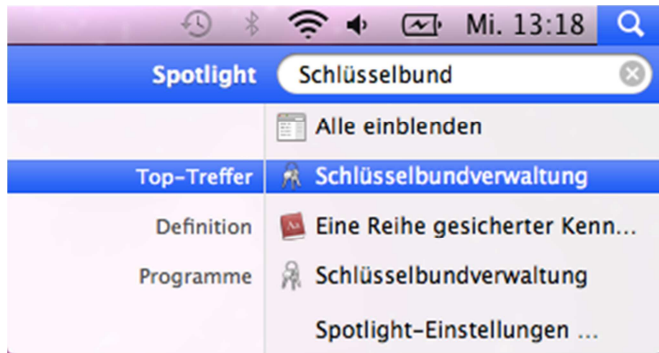 Mi. 13:18
Spotlight Schlüsselbund
Alle einblenden
Top-Treffer Schlüsselbundverwaltung
Definition Eine Reihe gesicherter Kenn...
Programme Schlüsselbundverwaltung
Spotlight-Einstellungen ...